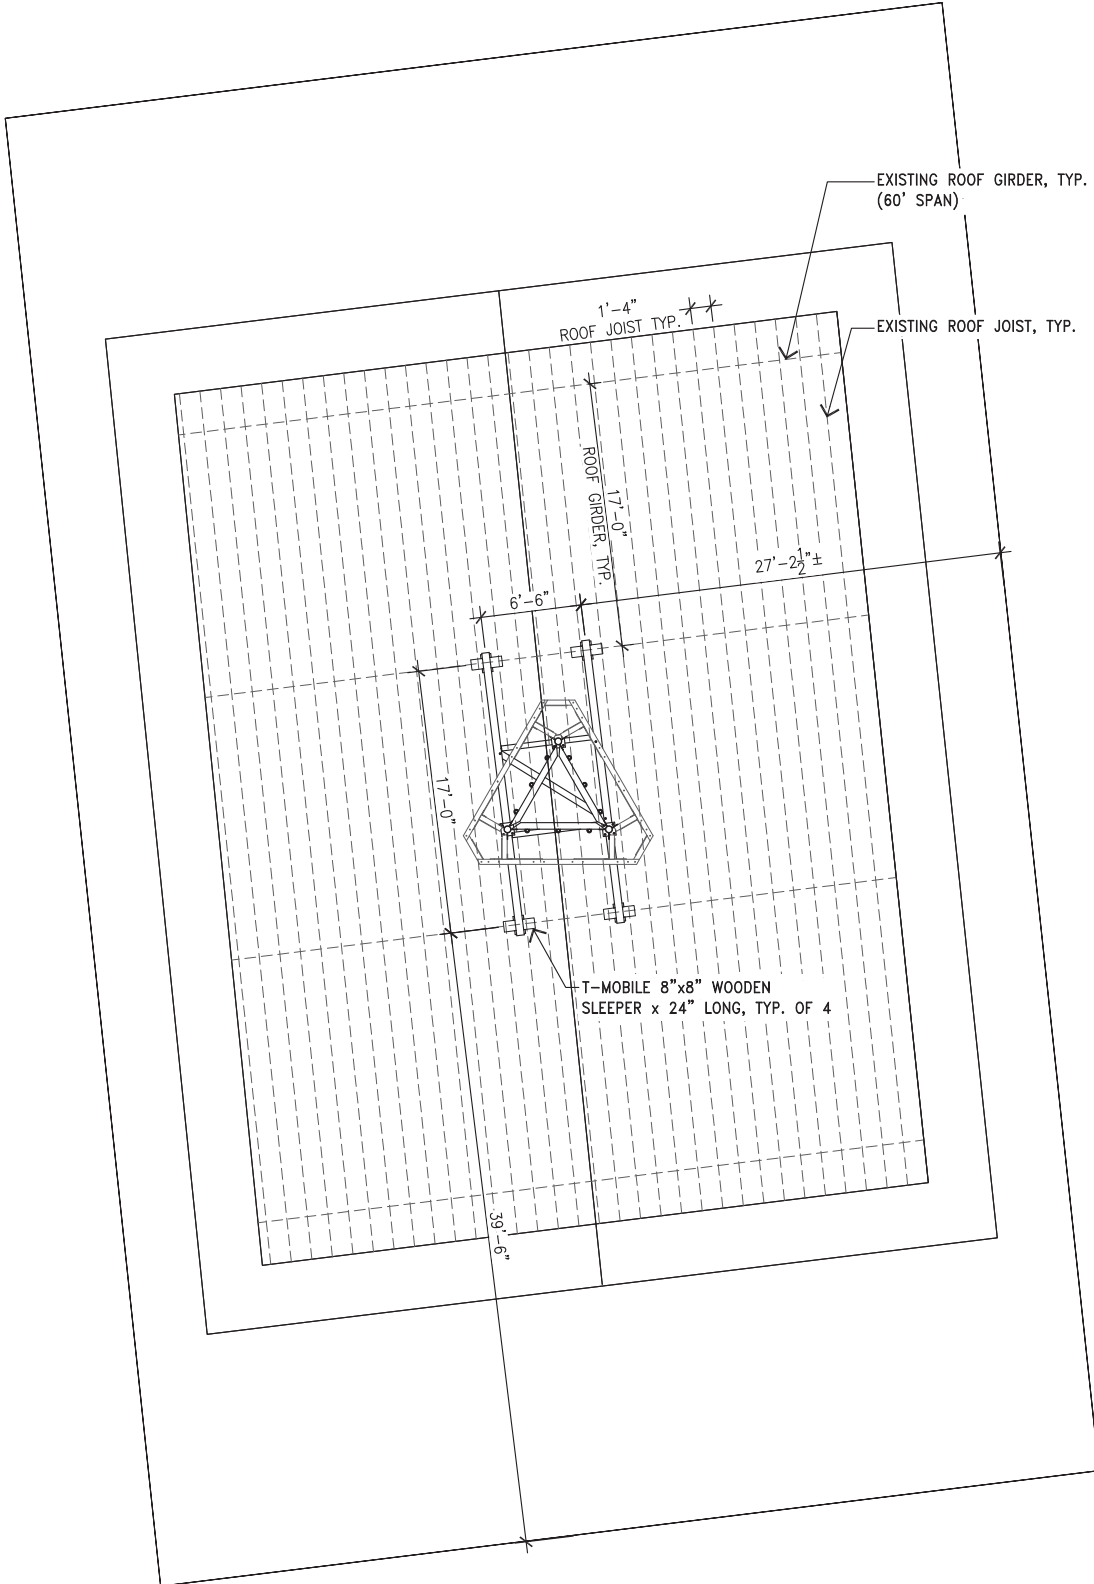 EXISTING ROOF GIRDER, TYP.
(60' SPAN)
1'-4"
ROOF JOIST TYP.
EXISTING ROOF JOIST, TYP.
17'-0"
ROOF GIRDER, TYP.
27'-2 1/2"±
6'-6"
17'-0"
T-MOBILE 8"x8" WOODEN
SLEEPER x 24" LONG, TYP. OF 4
39'-6"